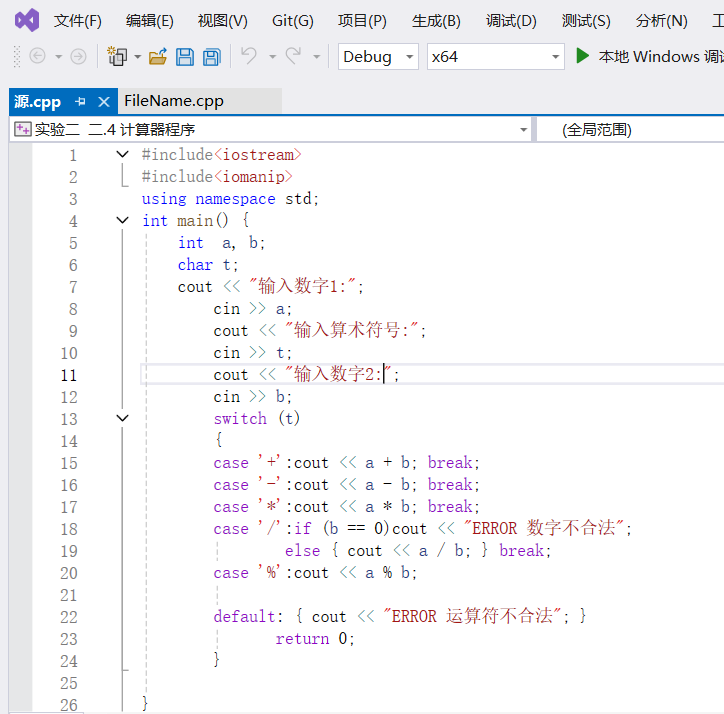 文件(F) 编辑(E) 视图(V) Git(G) 项目(P) 生成(B) 调试(D) 测试(S) 分析(N)
Debug x64 本地 Windows 调试
源.cpp FileName.cpp
实验二 二.4 计算器程序 (全局范围)
1 #include<iostream>
2 #include<iomanip>
3 using namespace std;
4 int main() {
5 int  a, b;
6 char t;
7 cout << "输入数字1:";
8 cin >> a;
9 cout << "输入算术符号:";
10 cin >> t;
11 cout << "输入数字2:";
12 cin >> b;
13 switch (t)
14 {
15 case '+':cout << a + b; break;
16 case '-':cout << a - b; break;
17 case '*':cout << a * b; break;
18 case '/':if (b == 0)cout << "ERROR 数字不合法";
19 else { cout << a / b; } break;
20 case '%':cout << a % b;
21
22 default: { cout << "ERROR 运算符不合法"; }
23 return 0;
24 }
25
26 }